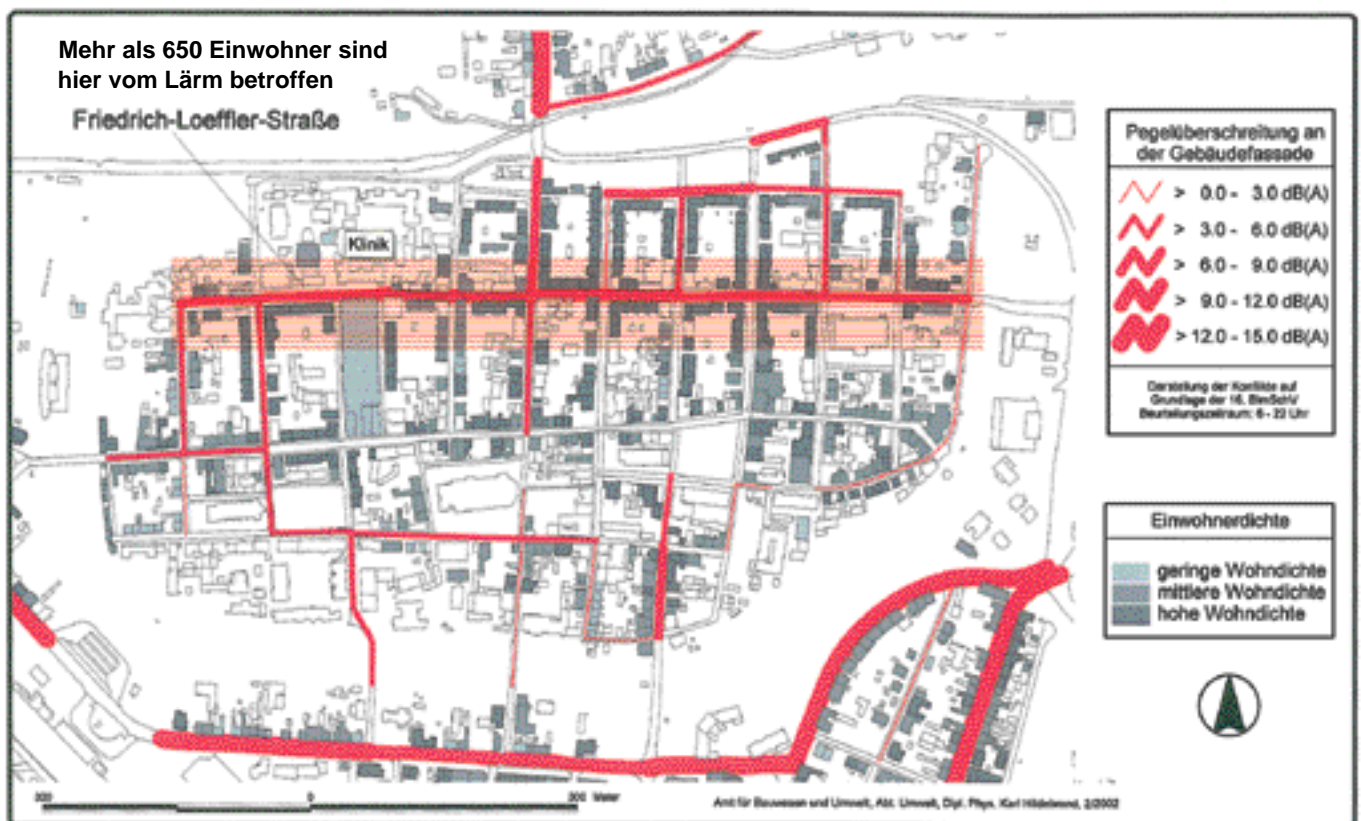 Mehr als 650 Einwohner sind
hier vom Lärm betroffen
Friedrich-Loeffler-Straße
Klinik
Pegelüberschreitung an
der Gebäudefassade
> 0.0 - 3.0 dB(A)
> 3.0 - 6.0 dB(A)
> 6.0 - 9.0 dB(A)
> 9.0 - 12.0 dB(A)
> 12.0 - 15.0 dB(A)
Darstellung der Konflikte auf
Grundlage der 16. BImSchV
Beurteilungszeitraum: 6 - 22 Uhr
Einwohnerdichte
geringe Wohndichte
mittlere Wohndichte
hohe Wohndichte
300 0 300 Meter
Amt für Bauwesen und Umwelt, Abt. Umwelt, Dipl. Phys. Karl Hildebrand, 2/2002